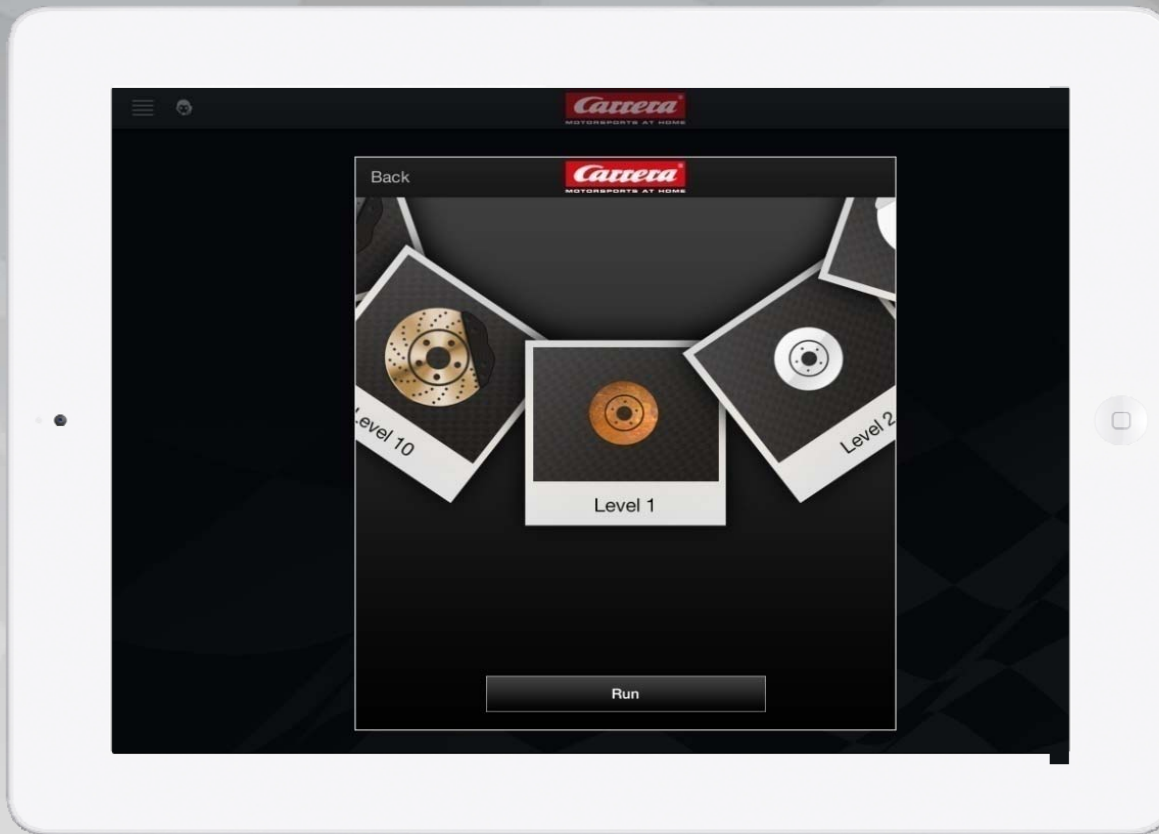 Carrera®
MOTORSPORTS AT HOME
Back
Carrera®
MOTORSPORTS AT HOME
Level 10
Level 1
Level 2
Run